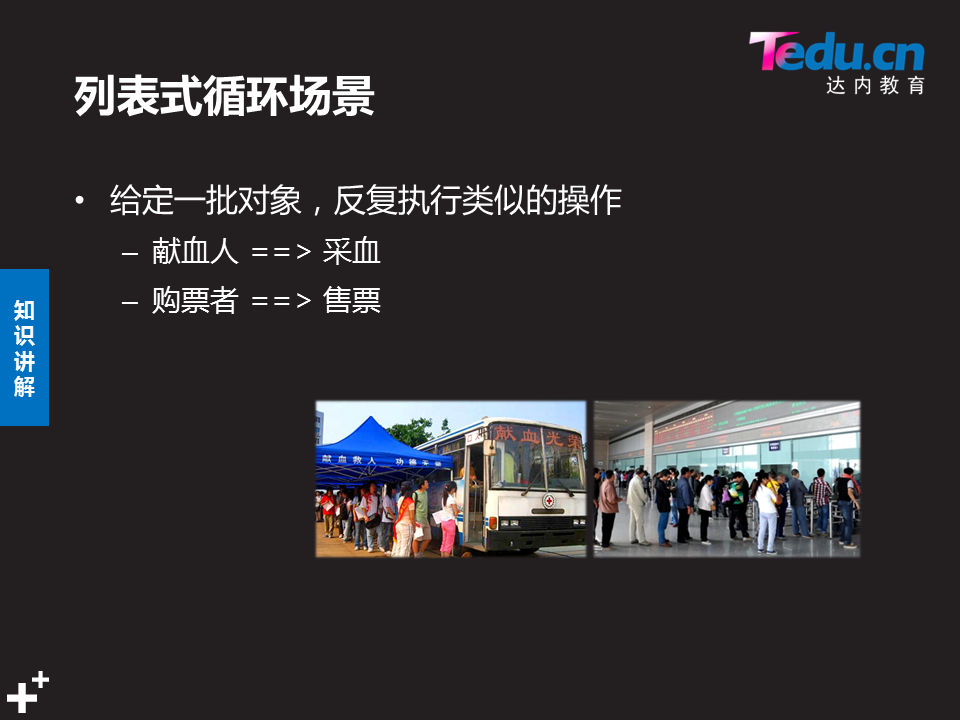 Tedu.cn
达内教育
列表式循环场景
• 给定一批对象，反复执行类似的操作
– 献血人 ==> 采血
– 购票者 ==> 售票
知识讲解
献血救人 功德无量
献血光荣